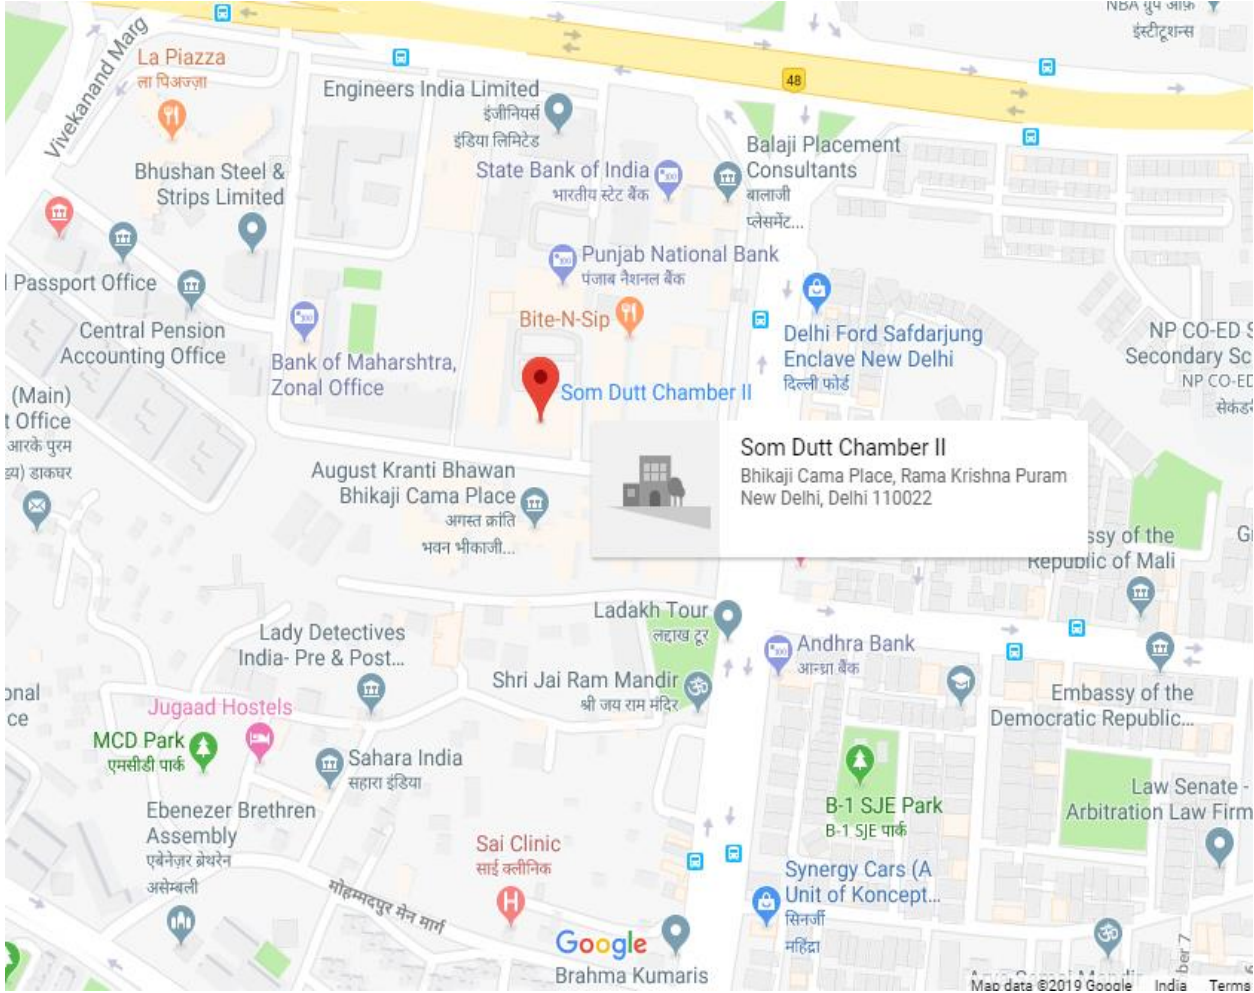 NBA ग्रुप ऑफ़
इंस्टीटूशन्स
Vivekanand Marg
La Piazza
ला पिअज़्ज़ा
48
Engineers India Limited
इंजीनियर्स
इंडिया लिमिटेड
Balaji Placement
Consultants
बालाजी
प्लेसमेंट...
State Bank of India
भारतीय स्टेट बैंक
Bhushan Steel &
Strips Limited
Punjab National Bank
पंजाब नैशनल बैंक
Passport Office
Central Pension
Accounting Office
Bite-N-Sip
Delhi Ford Safdarjung
Enclave New Delhi
दिल्ली फोर्ड
NP CO-ED
Secondary
NP CO-ED
Bank of Maharshtra,
Zonal Office
Som Dutt Chamber II
(Main)
Office
आरके पुरम
डाकघर
Som Dutt Chamber II
Bhikaji Cama Place, Rama Krishna Puram
New Delhi, Delhi 110022
August Kranti Bhawan
Bhikaji Cama Place
अगस्त क्रांति
भवन भीकाजी...
of the
Republic of Mali
Ladakh Tour
लद्दाख टूर
Lady Detectives
India- Pre & Post...
Andhra Bank
आन्ध्रा बैंक
Shri Jai Ram Mandir
श्री जय राम मंदिर
Embassy of the
Democratic Republic...
Jugaad Hostels
MCD Park
एमसीडी पार्क
Sahara India
सहारा इंडिया
Law Senate -
Arbitration Law Firm
B-1 SJE Park
B-1 SJE पार्क
Ebenezer Brethren
Assembly
एबेनेज़र ब्रेथरेन
असेम्बली
Sai Clinic
साई क्लीनिक
Synergy Cars (A
Unit of Koncept...
सिनर्जी
महिंद्रा
मोहम्मदपुर मेन मार्ग
Google
Brahma Kumaris
Map data ©2019 Google India Terms